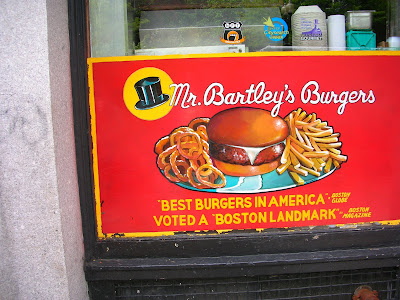 Mr. Bartley's Burgers
"BEST BURGERS IN AMERICA" - BOSTON GLOBE
VOTED A "BOSTON LANDMARK" - BOSTON MAGAZINE